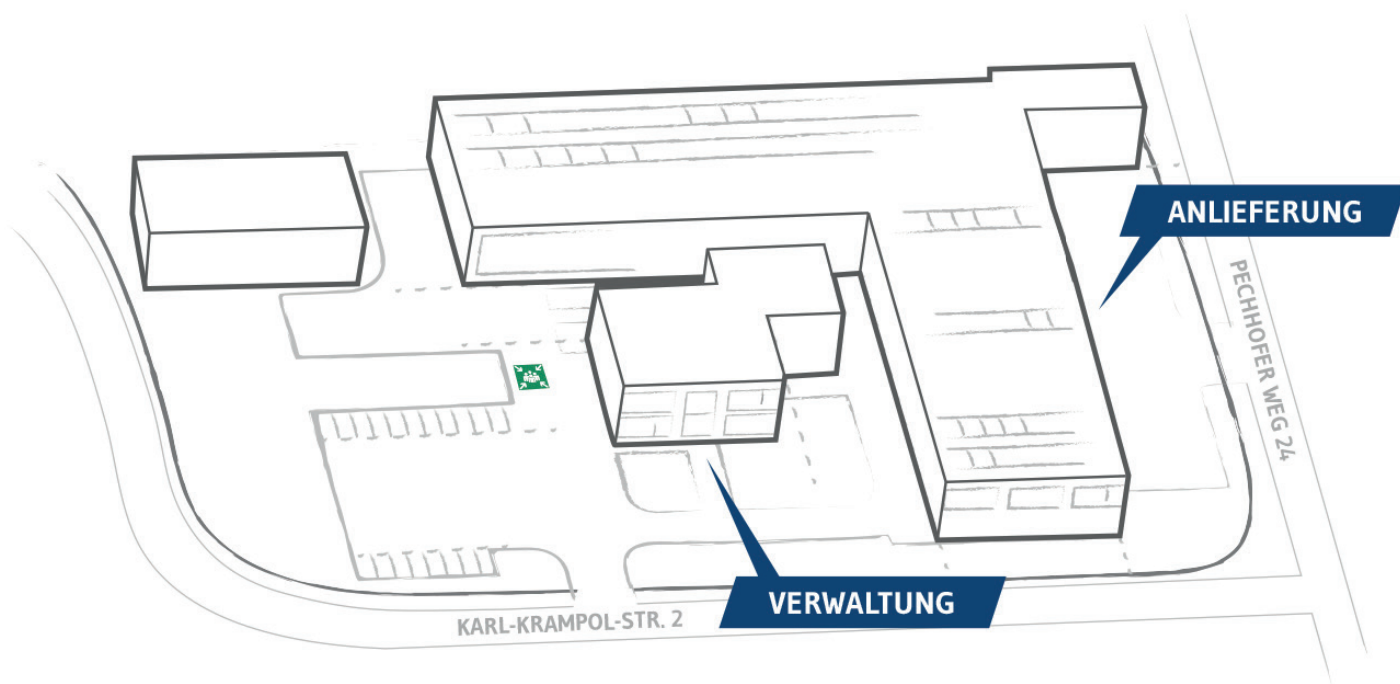 ANLIEFERUNG
PECHHOFER WEG 24
VERWALTUNG
KARL-KRAMPOL-STR. 2